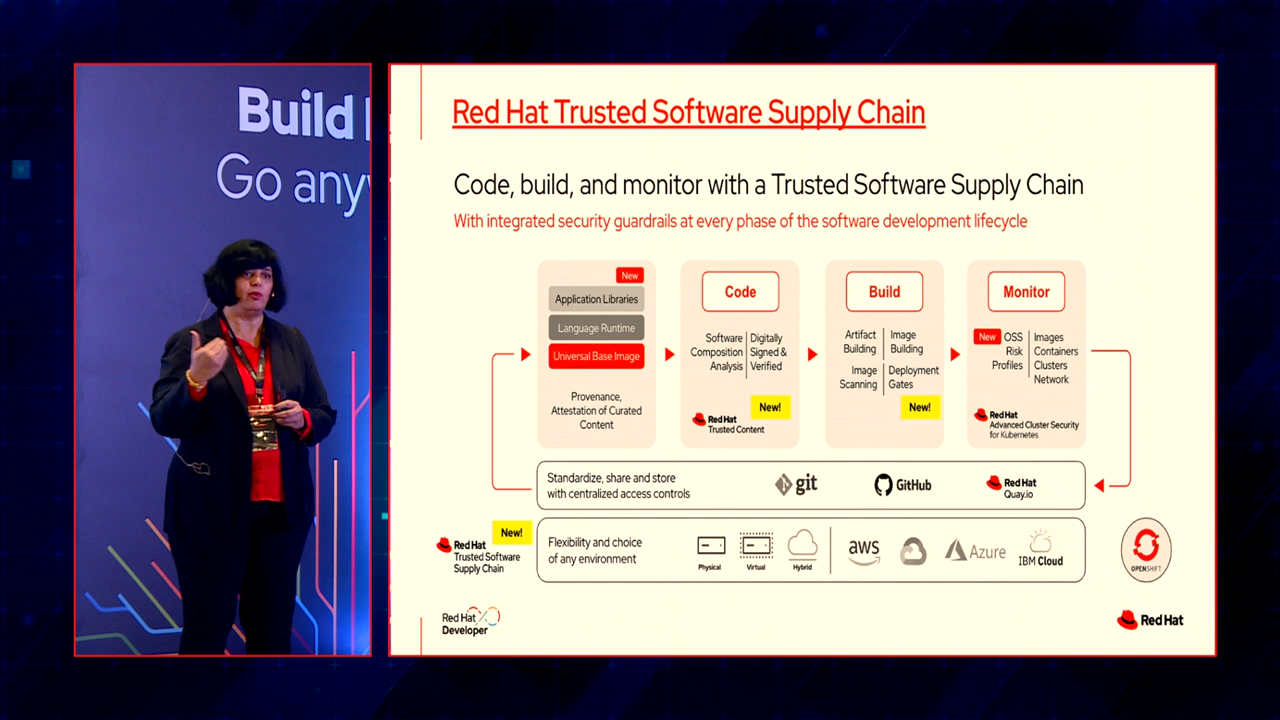 Build
Go any
Red Hat Trusted Software Supply Chain
Code, build, and monitor with a Trusted Software Supply Chain
With integrated security guardrails at every phase of the software development lifecycle
New
Application Libraries
Language Runtime
Universal Base Image
Provenance,
Attestation of Curated
Content
Code
Software
Composition
Analysis
Digitally
Signed &
Verified
New!
Red Hat
Trusted Content
Build
Artifact
Building
Image
Building
Image
Scanning
Deployment
Gates
New!
Monitor
New
OSS
Risk
Profiles
Images
Containers
Clusters
Network
Red Hat
Advanced Cluster Security
for Kubernetes
Standardize, share and store
with centralized access controls
git
GitHub
Red Hat
Quay.io
New!
Red Hat
Trusted Software
Supply Chain
Flexibility and choice
of any environment
Physical
Virtual
Hybrid
aws
Azure
IBM Cloud
OPENSHIFT
Red Hat
Developer
Red Hat